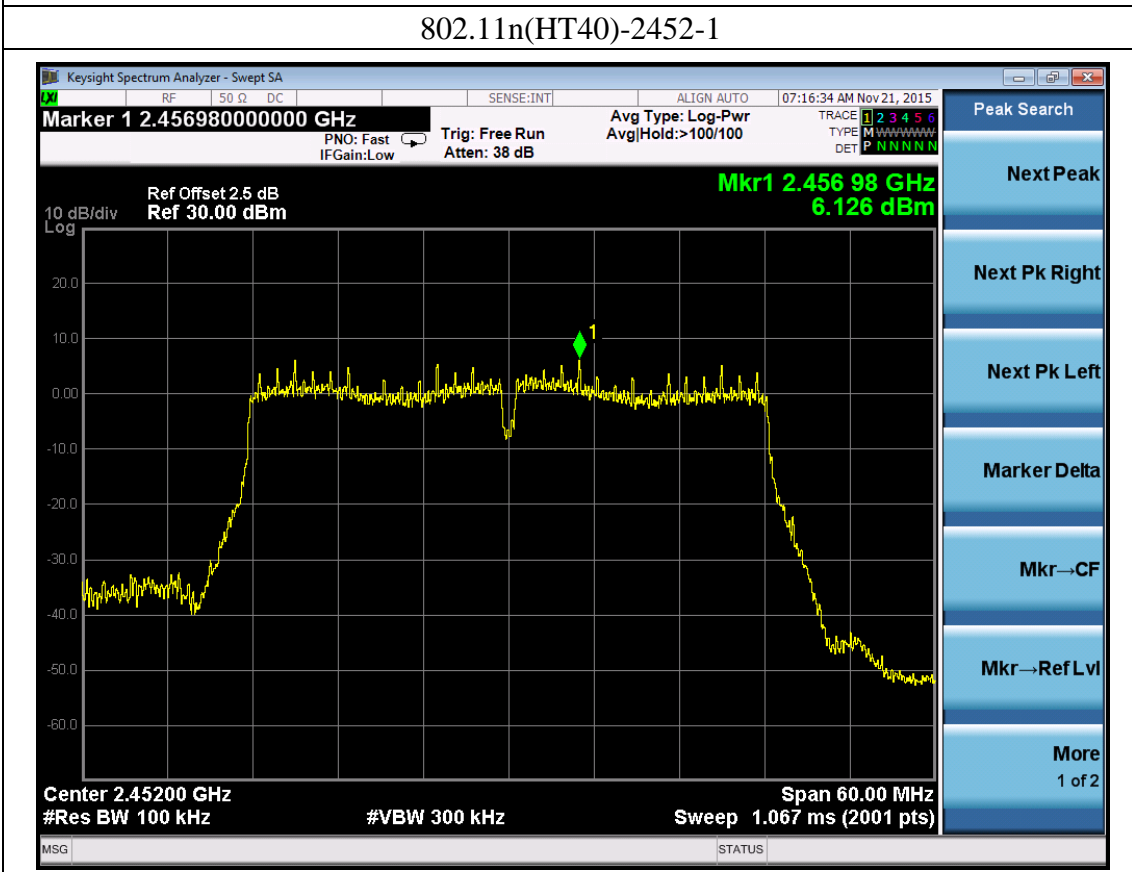 802.11n(HT40)-2452-1
Keysight Spectrum Analyzer - Swept SA
LXI RF 50 Ω DC SENSE:INT ALIGN AUTO 07:16:34 AM Nov 21, 2015
Marker 1 2.456980000000 GHz
PNO: Fast
IFGain:Low
Trig: Free Run
Atten: 38 dB
Avg Type: Log-Pwr
Avg|Hold:>100/100
TRACE 1 2 3 4 5 6
TYPE M WWWWW
DET P N N N N N
Peak Search
Mkr1 2.456 98 GHz
6.126 dBm
Ref Offset 2.5 dB
10 dB/div Ref 30.00 dBm
Log
20.0
10.0
0.00
-10.0
-20.0
-30.0
-40.0
-50.0
-60.0
1
Center 2.45200 GHz
Span 60.00 MHz
#Res BW 100 kHz
#VBW 300 kHz
Sweep 1.067 ms (2001 pts)
Next Peak
Next Pk Right
Next Pk Left
Marker Delta
Mkr→CF
Mkr→Ref Lvl
More
1 of 2
MSG
STATUS